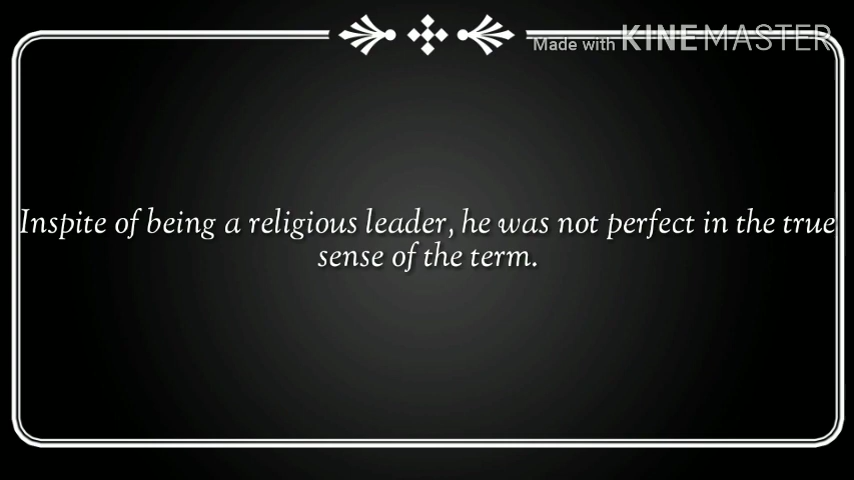 Made with KINEMASTER
Inspite of being a religious leader, he was not perfect in the true
sense of the term.